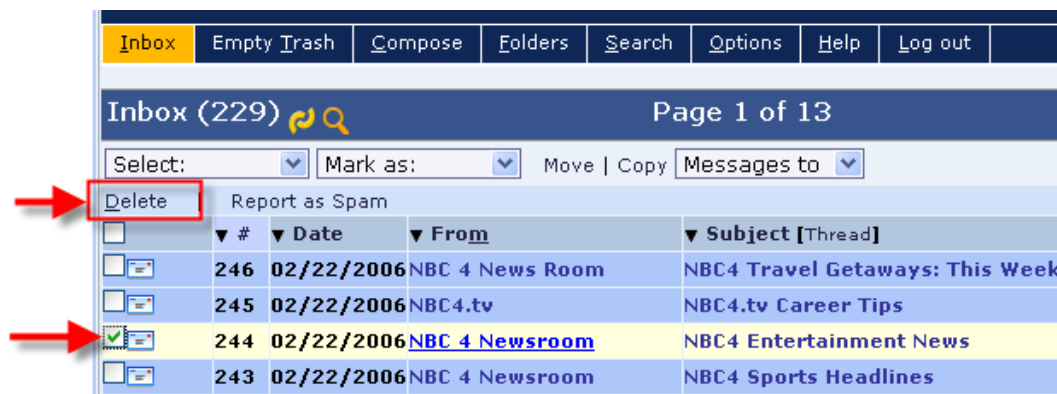 Inbox Empty Trash Compose Folders Search Options Help Log out
Inbox (229) Page 1 of 13
Select: Mark as: Move | Copy Messages to
Delete Report as Spam
# Date From Subject [Thread]
246 02/22/2006 NBC 4 News Room NBC4 Travel Getaways: This Week
245 02/22/2006 NBC4.tv NBC4.tv Career Tips
244 02/22/2006 NBC 4 Newsroom NBC4 Entertainment News
243 02/22/2006 NBC 4 Newsroom NBC4 Sports Headlines